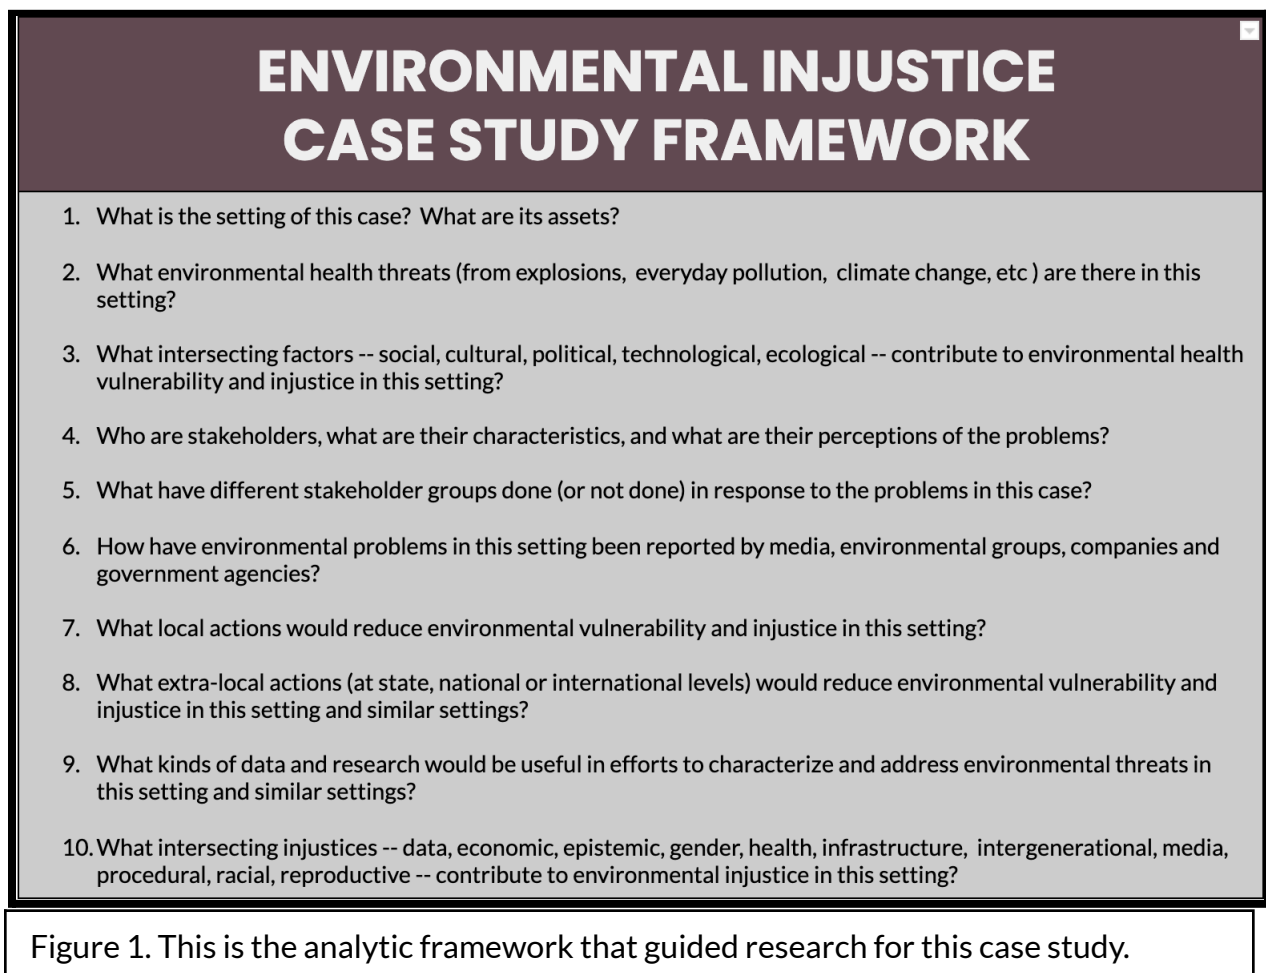 ENVIRONMENTAL INJUSTICE
CASE STUDY FRAMEWORK
1. What is the setting of this case?  What are its assets?
2. What environmental health threats (from explosions,  everyday pollution,  climate change, etc ) are there in this
setting?
3. What intersecting factors -- social, cultural, political, technological, ecological -- contribute to environmental health
vulnerability and injustice in this setting?
4. Who are stakeholders, what are their characteristics, and what are their perceptions of the problems?
5. What have different stakeholder groups done (or not done) in response to the problems in this case?
6. How have environmental problems in this setting been reported by media, environmental groups, companies and
government agencies?
7. What local actions would reduce environmental vulnerability and injustice in this setting?
8. What extra-local actions (at state, national or international levels) would reduce environmental vulnerability and
injustice in this setting and similar settings?
9. What kinds of data and research would be useful in efforts to characterize and address environmental threats in
this setting and similar settings?
10. What intersecting injustices -- data, economic, epistemic, gender, health, infrastructure,  intergenerational, media,
procedural, racial, reproductive -- contribute to environmental injustice in this setting?
Figure 1. This is the analytic framework that guided research for this case study.